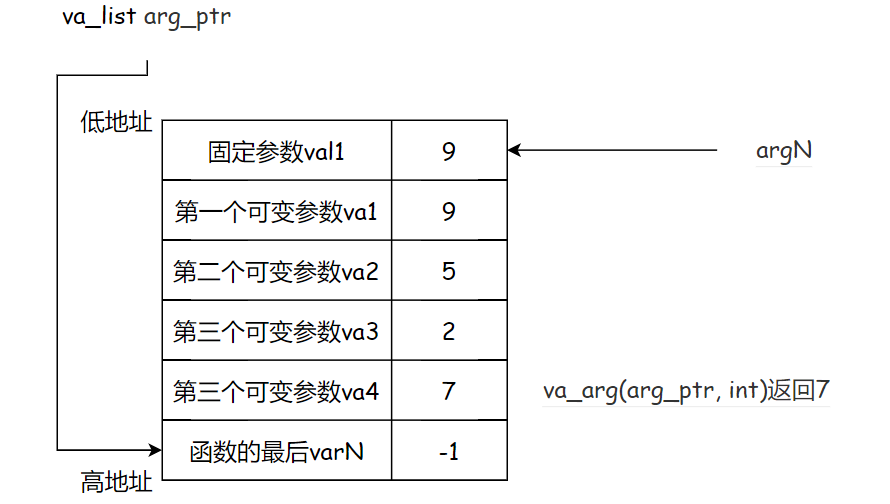 va_list arg_ptr
低地址
固定参数val1 9
argN
第一个可变参数va1 9
第二个可变参数va2 5
第三个可变参数va3 2
第三个可变参数va4 7
va_arg(arg_ptr, int)返回7
函数的最后varN -1
高地址